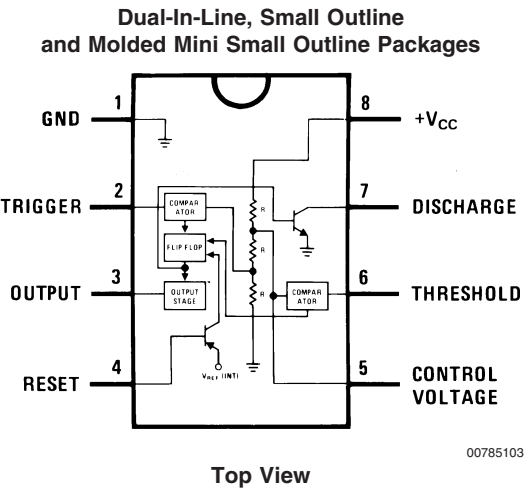 Dual-In-Line, Small Outline
and Molded Mini Small Outline Packages
1
GND
8
+VCC
2
TRIGGER
COMPAR
ATOR
R
7
DISCHARGE
FLIP FLOP
R
3
OUTPUT
OUTPUT
STAGE
R
COMPAR
ATOR
6
THRESHOLD
4
RESET
VREF (INT)
5
CONTROL
VOLTAGE
00785103
Top View